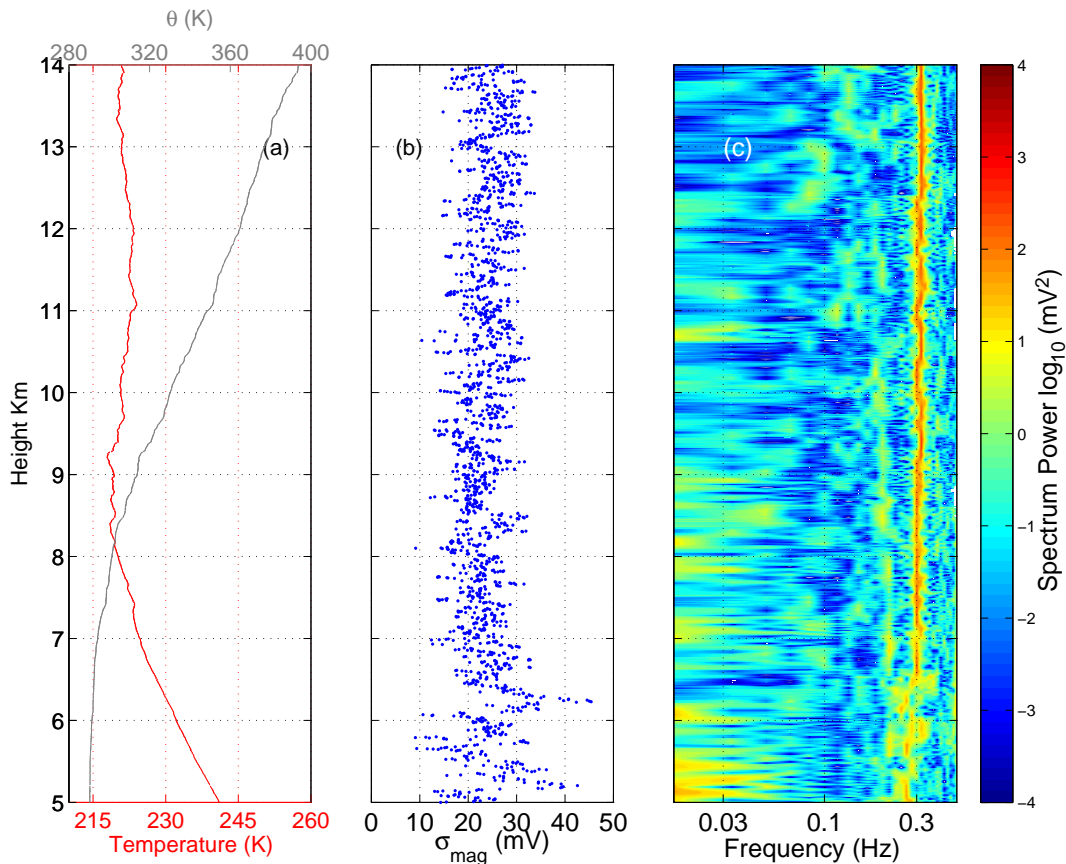 θ (K)
280 320 360 400
14
13
12
11
10
9
8
7
6
5
Height Km
(a)
215 230 245 260
Temperature (K)
(b)
0 10 20 30 40 50
σmag mV
(c)
0.03 0.1 0.3
Frequency (Hz)
4
3
2
1
0
−1
−2
−3
−4
Spectrum Power log10 (mV2)